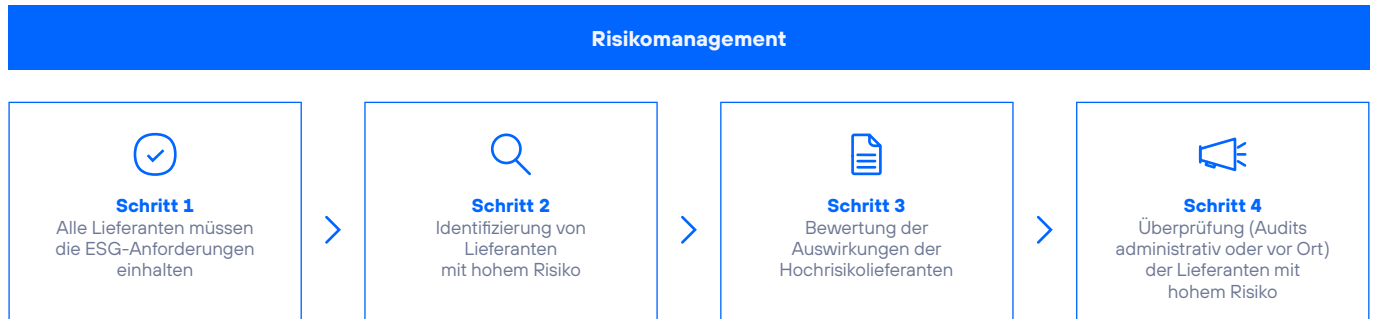 Risikomanagement
Schritt 1
Alle Lieferanten müssen
die ESG-Anforderungen
einhalten
Schritt 2
Identifizierung von
Lieferanten
mit hohem Risiko
Schritt 3
Bewertung der
Auswirkungen der
Hochrisikolieferanten
Schritt 4
Überprüfung (Audits
administrativ oder vor Ort)
der Lieferanten mit
hohem Risiko